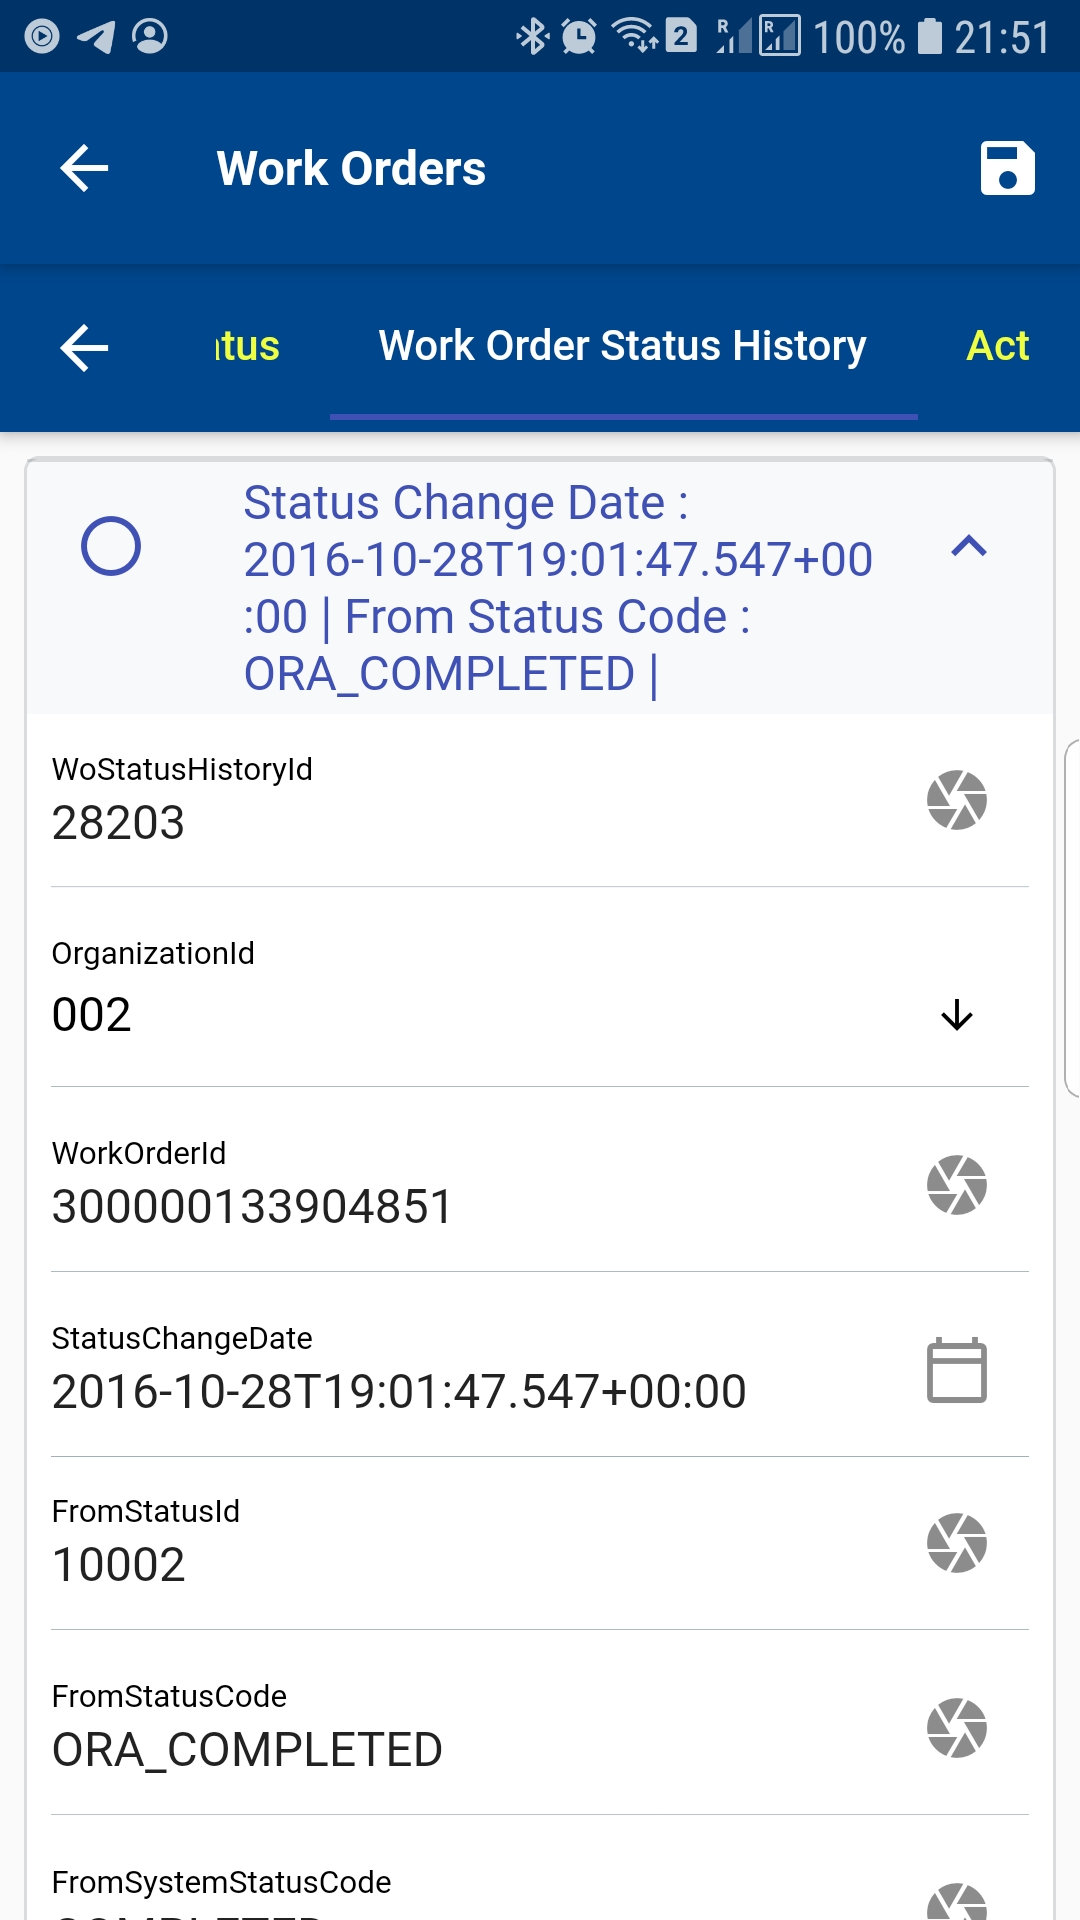 2 R R 100% 21:51
Work Orders
tus Work Order Status History Act
Status Change Date :
2016-10-28T19:01:47.547+00
:00 | From Status Code :
ORA_COMPLETED |
WoStatusHistoryId
28203
OrganizationId
002
WorkOrderId
300000133904851
StatusChangeDate
2016-10-28T19:01:47.547+00:00
FromStatusId
10002
FromStatusCode
ORA_COMPLETED
FromSystemStatusCode